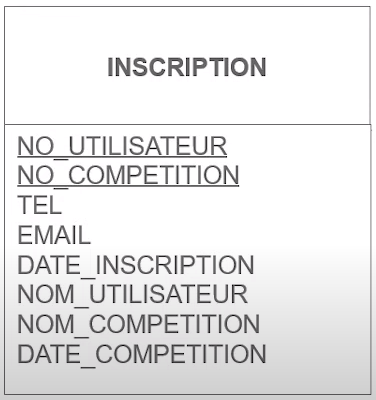 INSCRIPTION
NO_UTILISATEUR
NO_COMPETITION
TEL
EMAIL
DATE_INSCRIPTION
NOM_UTILISATEUR
NOM_COMPETITION
DATE_COMPETITION